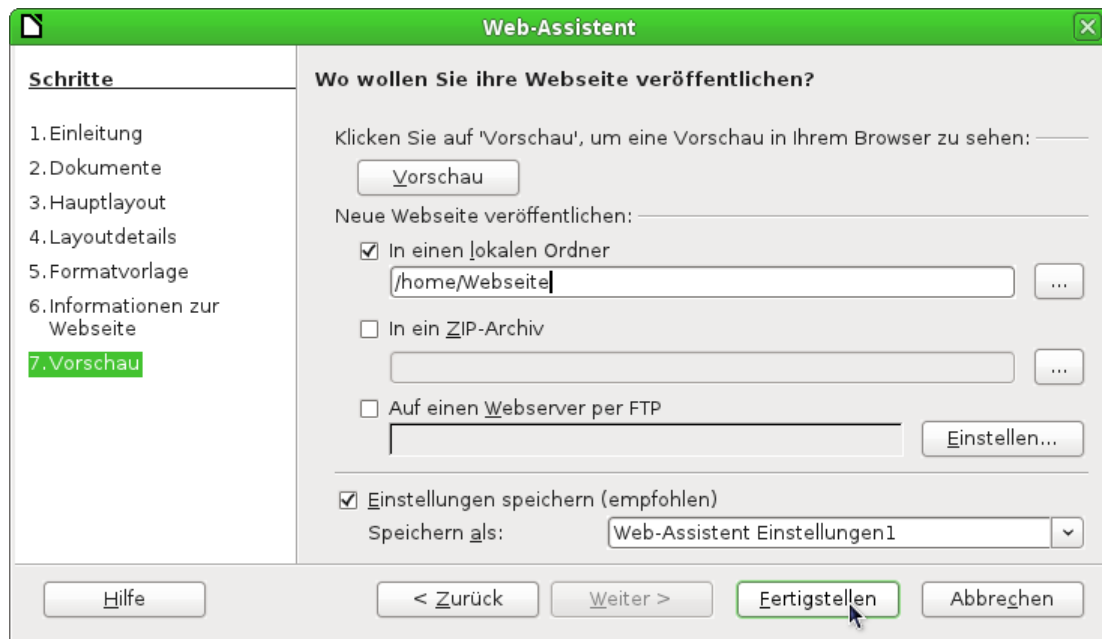 Web-Assistent
Schritte
1. Einleitung
2. Dokumente
3. Hauptlayout
4. Layoutdetails
5. Formatvorlage
6. Informationen zur
Webseite
7. Vorschau
Wo wollen Sie ihre Webseite veröffentlichen?
Klicken Sie auf 'Vorschau', um eine Vorschau in Ihrem Browser zu sehen:
Vorschau
Neue Webseite veröffentlichen:
In einen lokalen Ordner
/home/Webseite
...
In ein ZIP-Archiv
...
Auf einen Webserver per FTP
Einstellen...
Einstellungen speichern (empfohlen)
Speichern als:
Web-Assistent Einstellungen1
Hilfe
< Zurück
Weiter >
Fertigstellen
Abbrechen